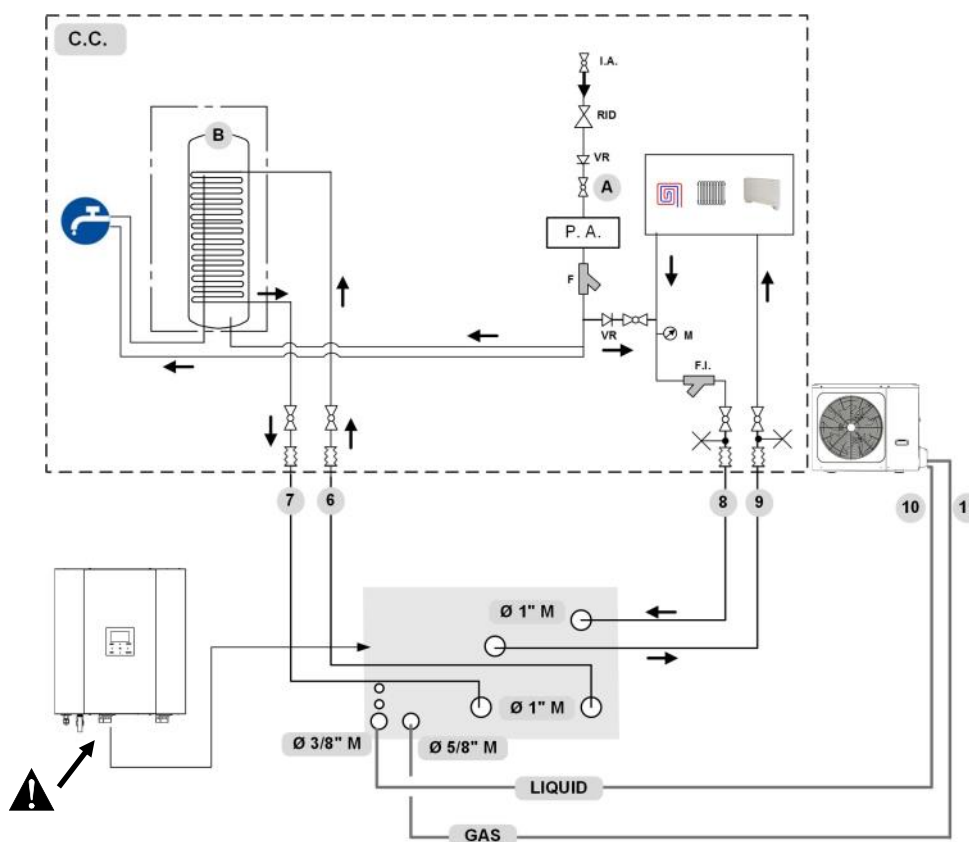 C.C.
I.A.
RID
B
VR
A
P. A.
F
VR
M
F.I.
7
6
8
9
10
Ø 1" M
Ø 1" M
Ø 3/8" M
Ø 5/8" M
LIQUID
GAS